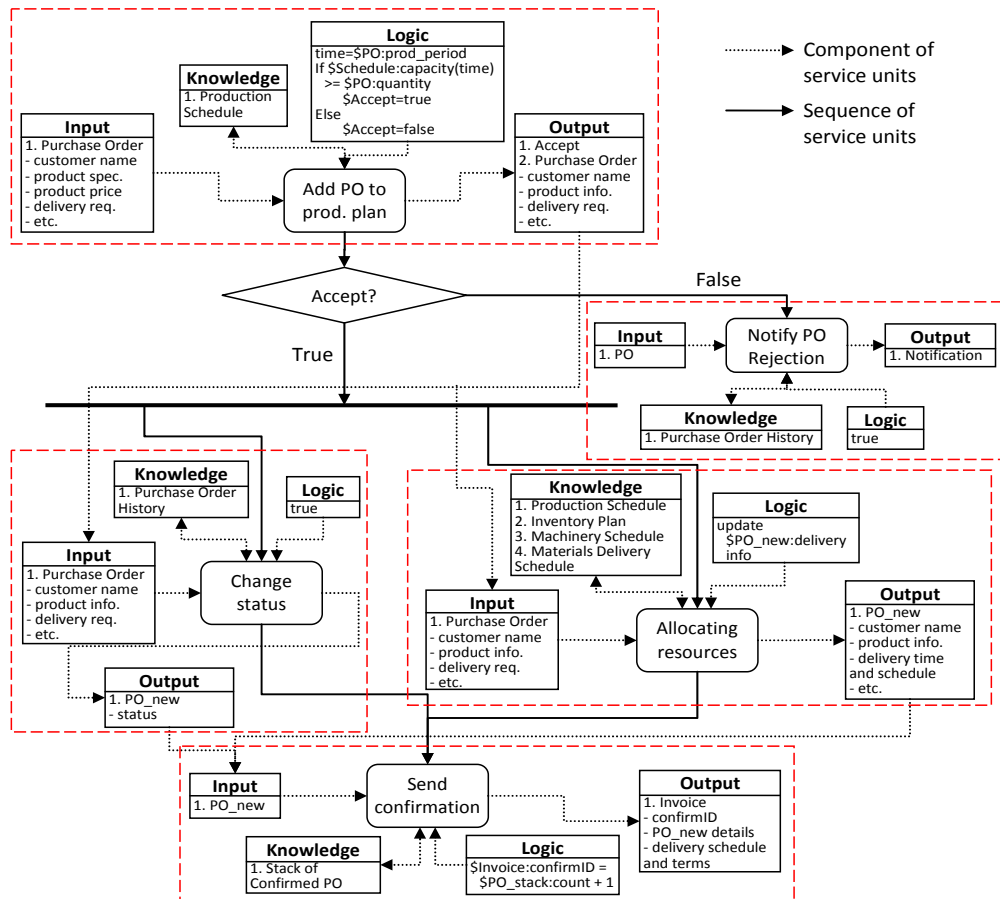 Logic
time=$PO:prod_period
If $Schedule:capacity(time)
>= $PO:quantity
$Accept=true
Else
$Accept=false
Component of
service units
Sequence of
service units
Knowledge
1. Production
Schedule
Input
1. Purchase Order
- customer name
- product spec.
- product price
- delivery req.
- etc.
Add PO to
prod. plan
Output
1. Accept
2. Purchase Order
- customer name
- product info.
- delivery req.
- etc.
Accept?
False
True
Input
1. PO
Notify PO
Rejection
Output
1. Notification
Knowledge
1. Purchase Order History
Logic
true
Knowledge
1. Purchase Order
History
Logic
true
Input
1. Purchase Order
- customer name
- product info.
- delivery req.
- etc.
Change
status
Output
1. PO_new
- status
Knowledge
1. Production Schedule
2. Inventory Plan
3. Machinery Schedule
4. Materials Delivery
Schedule
Logic
update
$PO_new:delivery
info
Input
1. Purchase Order
- customer name
- product info.
- delivery req.
- etc.
Allocating
resources
Output
1. PO_new
- customer name
- product info.
- delivery time
and schedule
- etc.
Input
1. PO_new
Send
confirmation
Output
1. Invoice
- confirmID
- PO_new details
- delivery schedule
and terms
Knowledge
1. Stack of
Confirmed PO
Logic
$Invoice:confirmID =
$PO_stack:count + 1